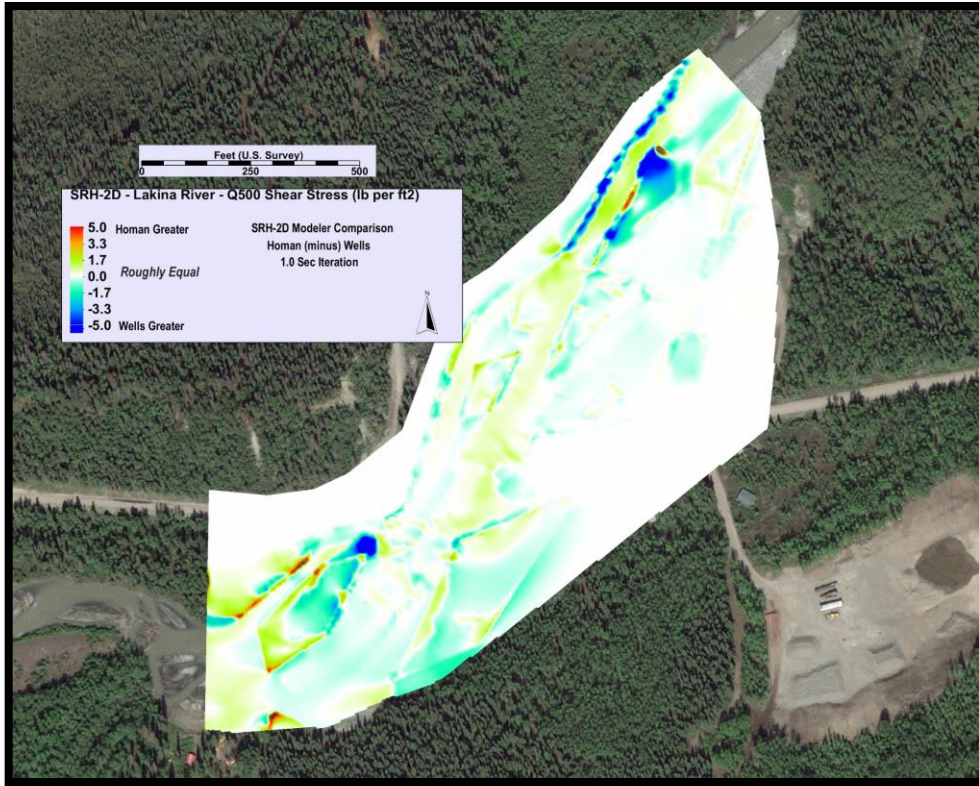 Feet (U.S. Survey)
0 250 500
SRH-2D - Lakina River - Q500 Shear Stress (lb per ft2)
5.0 Homan Greater
3.3
1.7
0.0 Roughly Equal
-1.7
-3.3
-5.0 Wells Greater
SRH-2D Modeler Comparison
Homan (minus) Wells
1.0 Sec Iteration
N